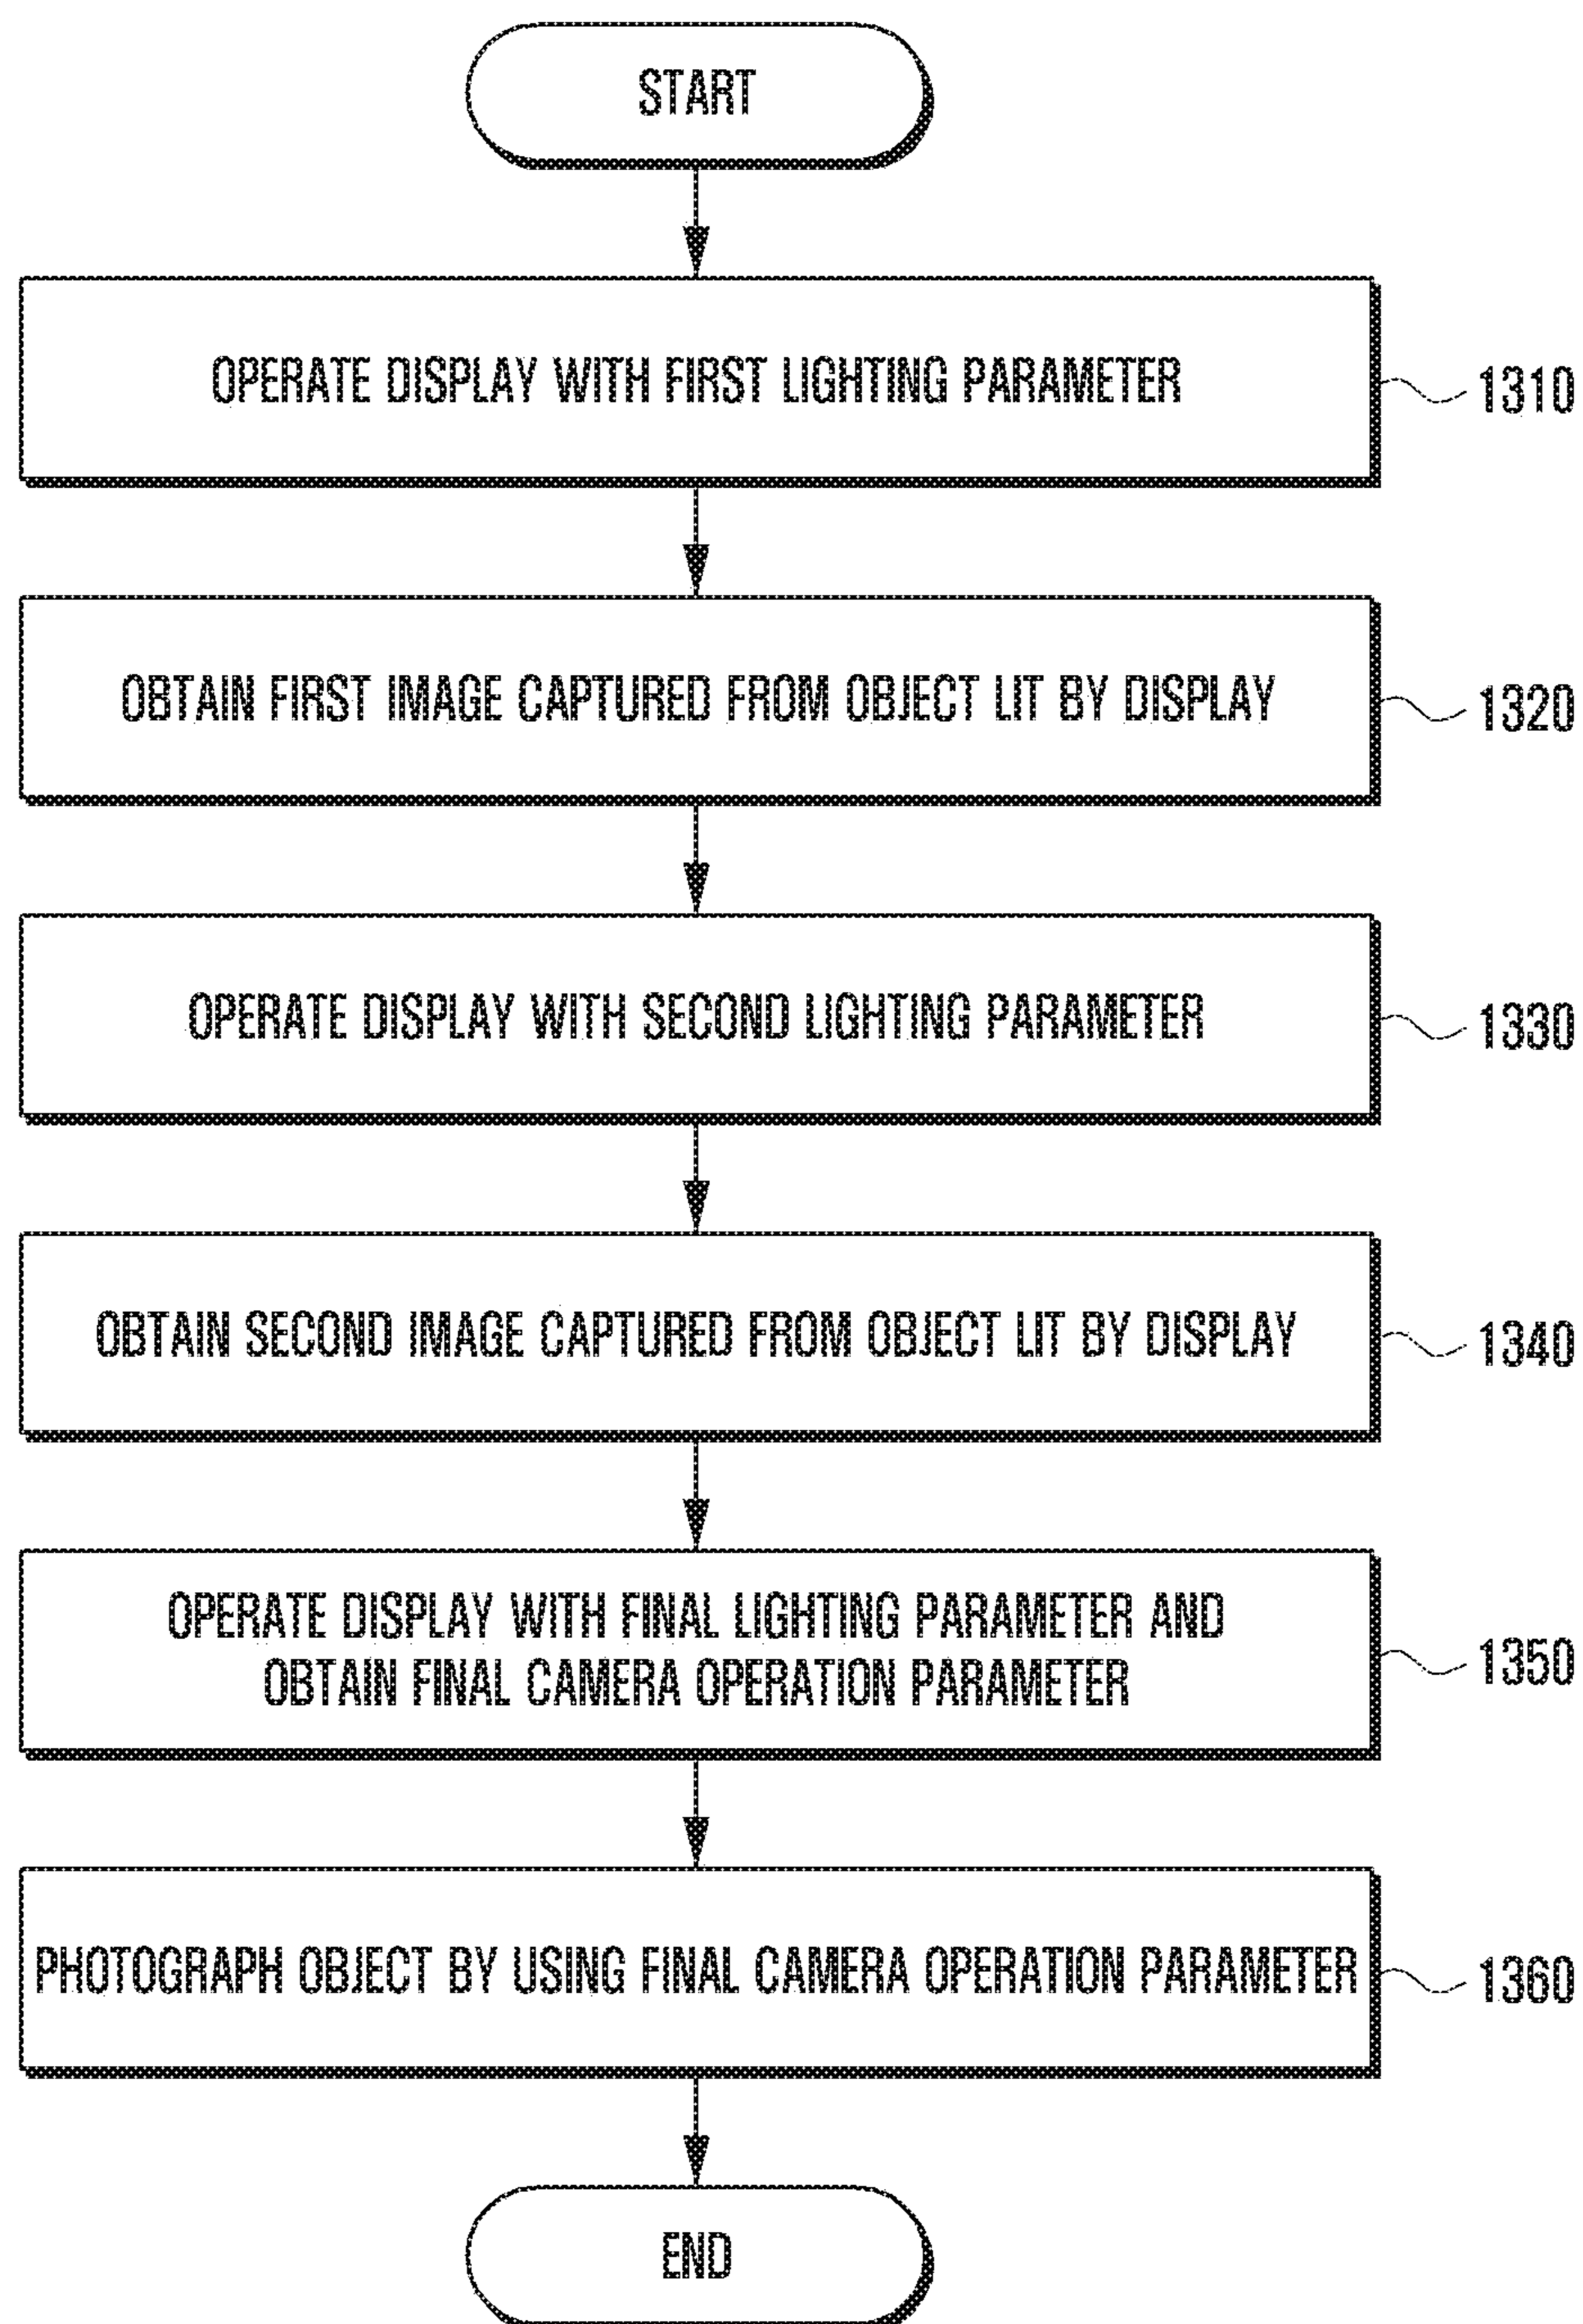 START
OPERATE DISPLAY WITH FIRST LIGHTING PARAMETER
1310
OBTAIN FIRST IMAGE CAPTURED FROM OBJECT LIT BY DISPLAY
1320
OPERATE DISPLAY WITH SECOND LIGHTING PARAMETER
1330
OBTAIN SECOND IMAGE CAPTURED FROM OBJECT LIT BY DISPLAY
1340
OPERATE DISPLAY WITH FINAL LIGHTING PARAMETER AND
OBTAIN FINAL CAMERA OPERATION PARAMETER
1350
PHOTOGRAPH OBJECT BY USING FINAL CAMERA OPERATION PARAMETER
1360
END